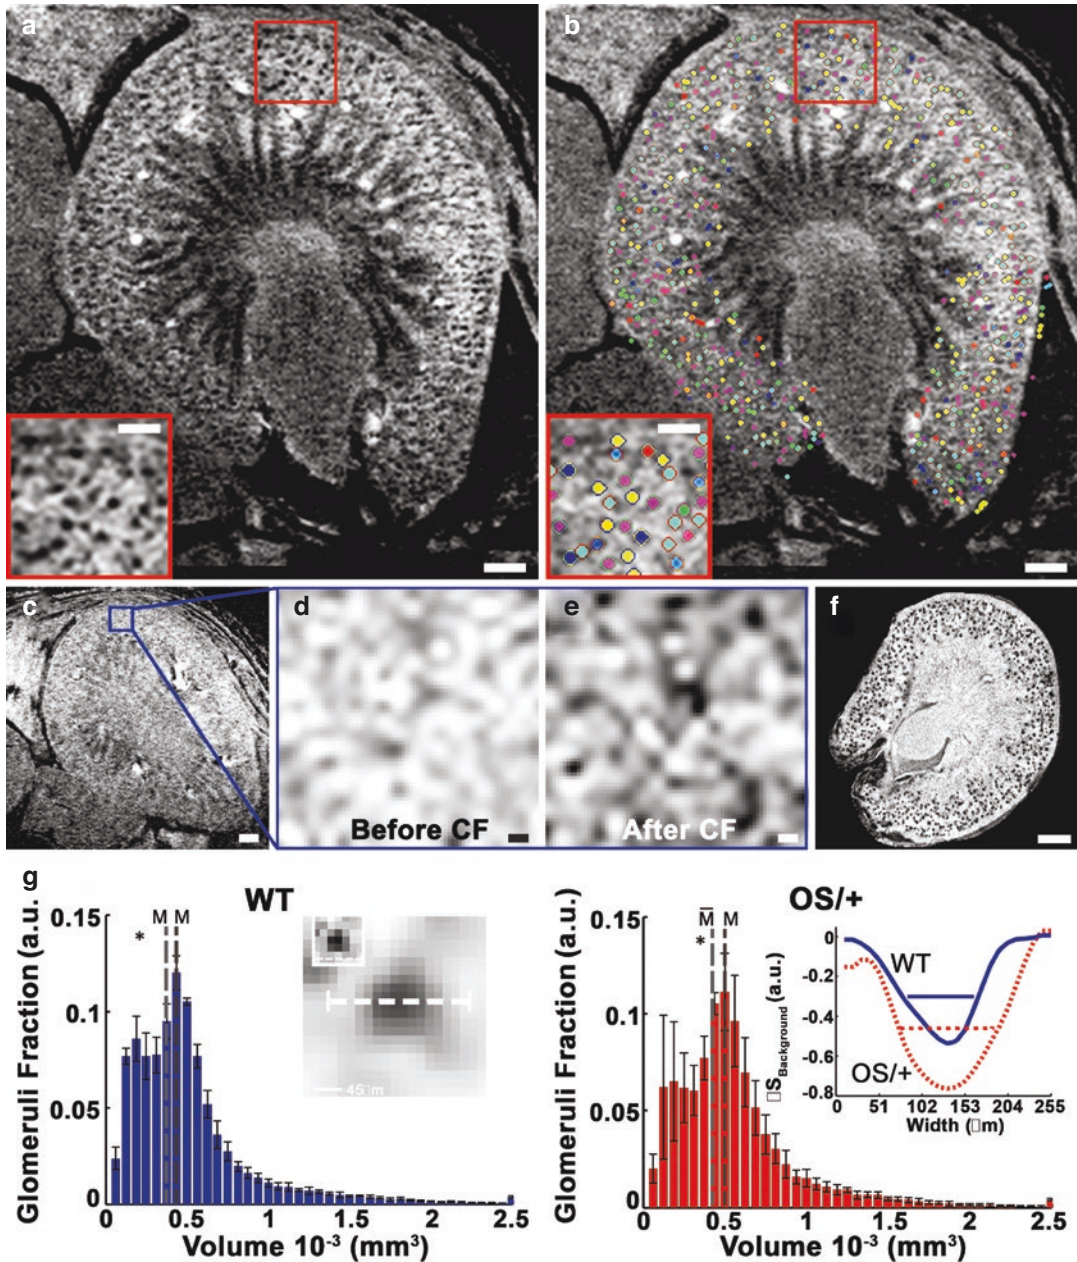 a
b
c
d
e
f
Before CF
After CF
g
WT
Glomeruli Fraction (a.u.)
0.15
0.1
0.05
0
M M
*
45□m
0 0.5 1 1.5 2 2.5
Volume 10⁻³ (mm³)
OS/+
Glomeruli Fraction (a.u.)
0.15
0.1
0.05
0
M̅ M
*
□S Background (a.u.)
0
-0.2
-0.4
-0.6
-0.8
WT
OS/+
10 51 102 153 204 255
Width (□m)
0 0.5 1 1.5 2 2.5
Volume 10⁻³ (mm³)